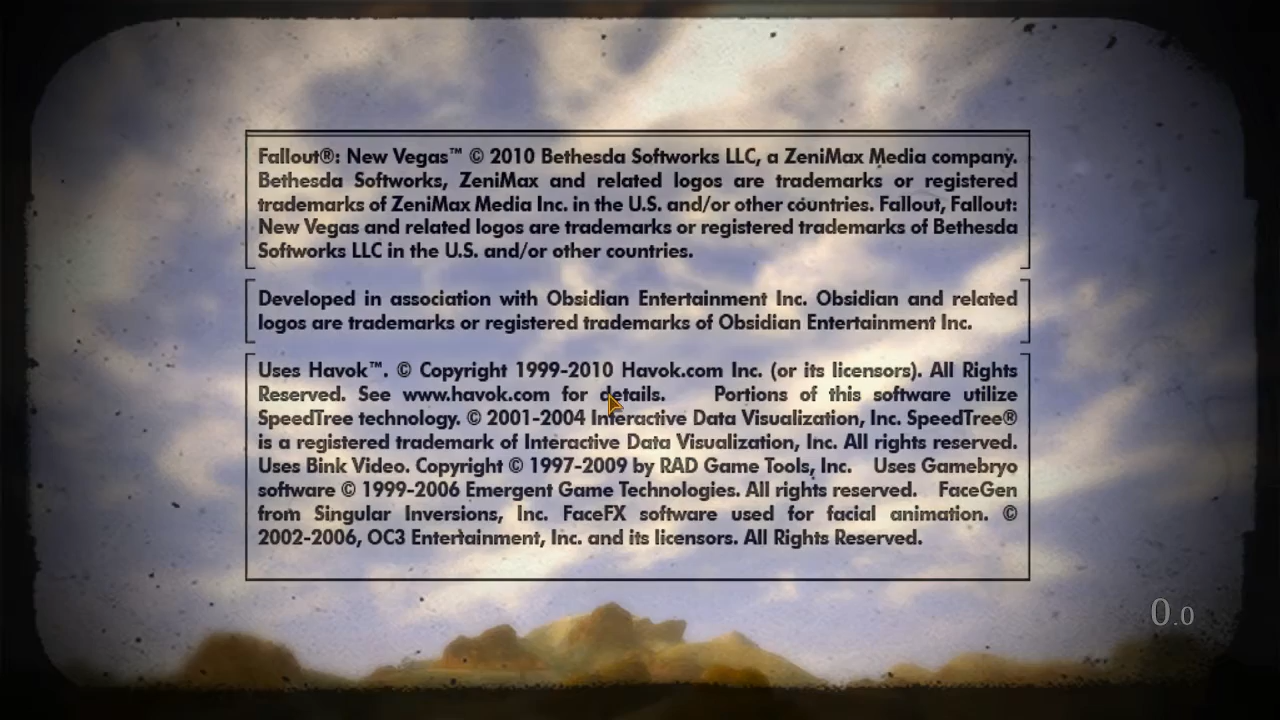 Fallout®: New Vegas™ © 2010 Bethesda Softworks LLC, a ZeniMax Media company.
Bethesda Softworks, ZeniMax and related logos are trademarks or registered
trademarks of ZeniMax Media Inc. in the U.S. and/or other countries. Fallout, Fallout:
New Vegas and related logos are trademarks or registered trademarks of Bethesda
Softworks LLC in the U.S. and/or other countries.
Developed in association with Obsidian Entertainment Inc. Obsidian and related
logos are trademarks or registered trademarks of Obsidian Entertainment Inc.
Uses Havok™. © Copyright 1999-2010 Havok.com Inc. (or its licensors). All Rights
Reserved. See www.havok.com for details. Portions of this software utilize
SpeedTree technology. © 2001-2004 Interactive Data Visualization, Inc. SpeedTree®
is a registered trademark of Interactive Data Visualization, Inc. All rights reserved.
Uses Bink Video. Copyright © 1997-2009 by RAD Game Tools, Inc. Uses Gamebryo
software © 1999-2006 Emergent Game Technologies. All rights reserved. FaceGen
from Singular Inversions, Inc. FaceFX software used for facial animation. ©
2002-2006, OC3 Entertainment, Inc. and its licensors. All Rights Reserved.
0.0